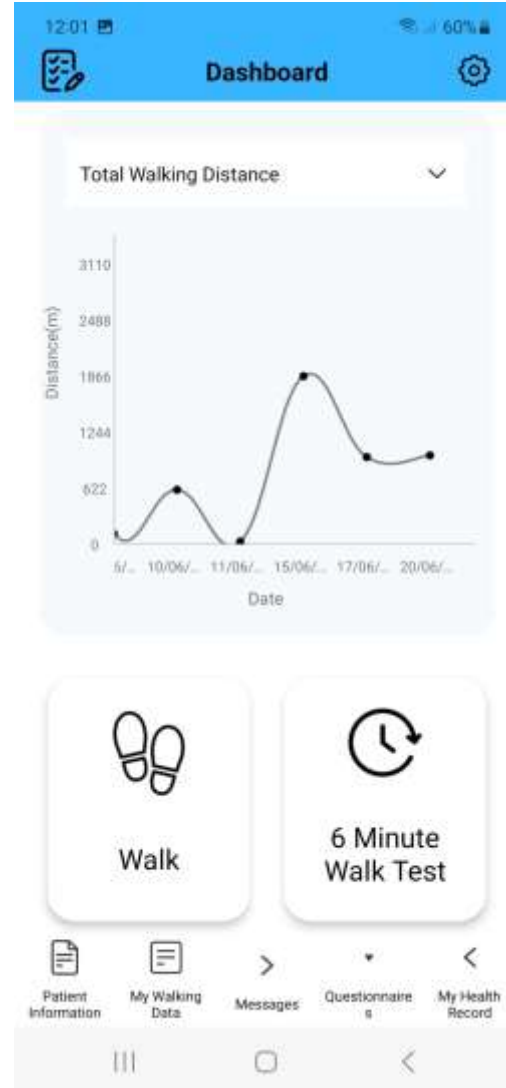 12:01
60%
Dashboard
Total Walking Distance
Distance(m)
3110
2488
1866
1244
622
0
10/06/...
11/06/...
15/06/...
17/06/...
20/06/...
Date
Walk
6 Minute
Walk Test
Patient
Information
My Walking
Data
Messages
Questionnaire
s
My Health
Record